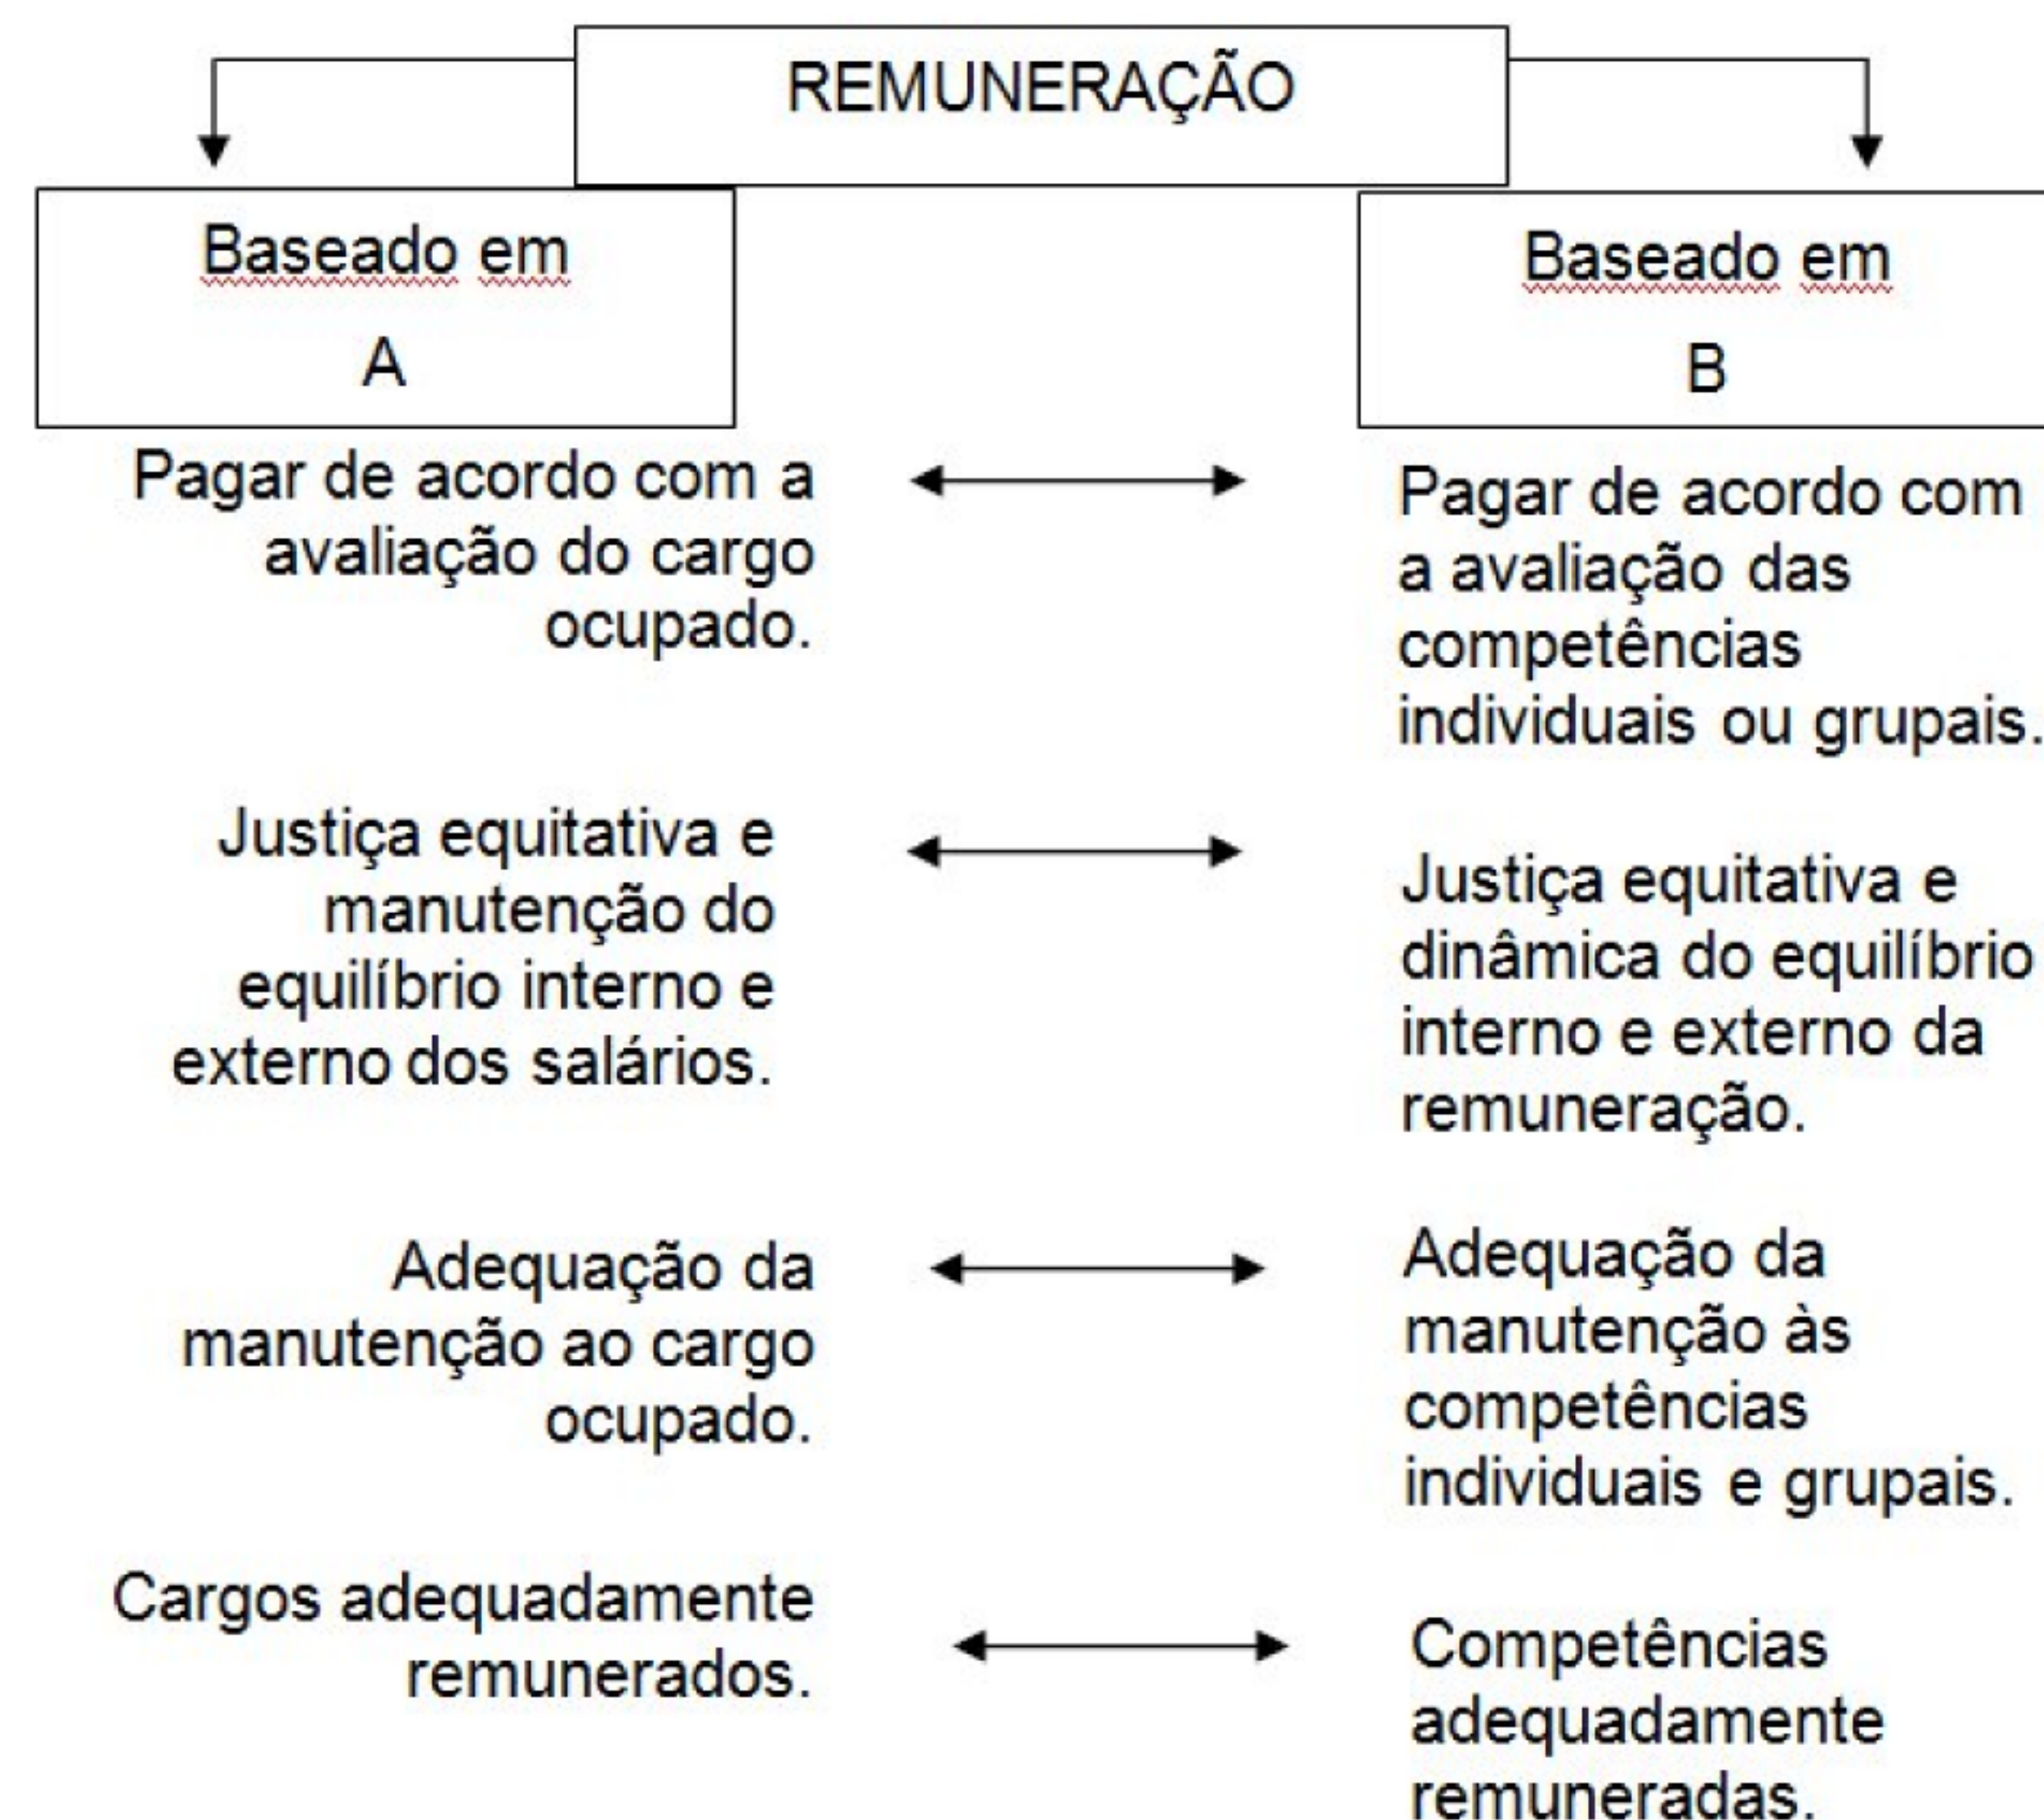 REMUNERAÇÃO
Baseado em
A
Baseado em
B
Pagar de acordo com a
avaliação do cargo
ocupado.
Pagar de acordo com
a avaliação das
competências
individuais ou grupais.
Justiça equitativa e
manutenção do
equilíbrio interno e
externo dos salários.
Justiça equitativa e
dinâmica do equilíbrio
interno e externo da
remuneração.
Adequação da
manutenção ao cargo
ocupado.
Adequação da
manutenção às
competências
individuais e grupais.
Cargos adequadamente
remunerados.
Competências
adequadamente
remuneradas.